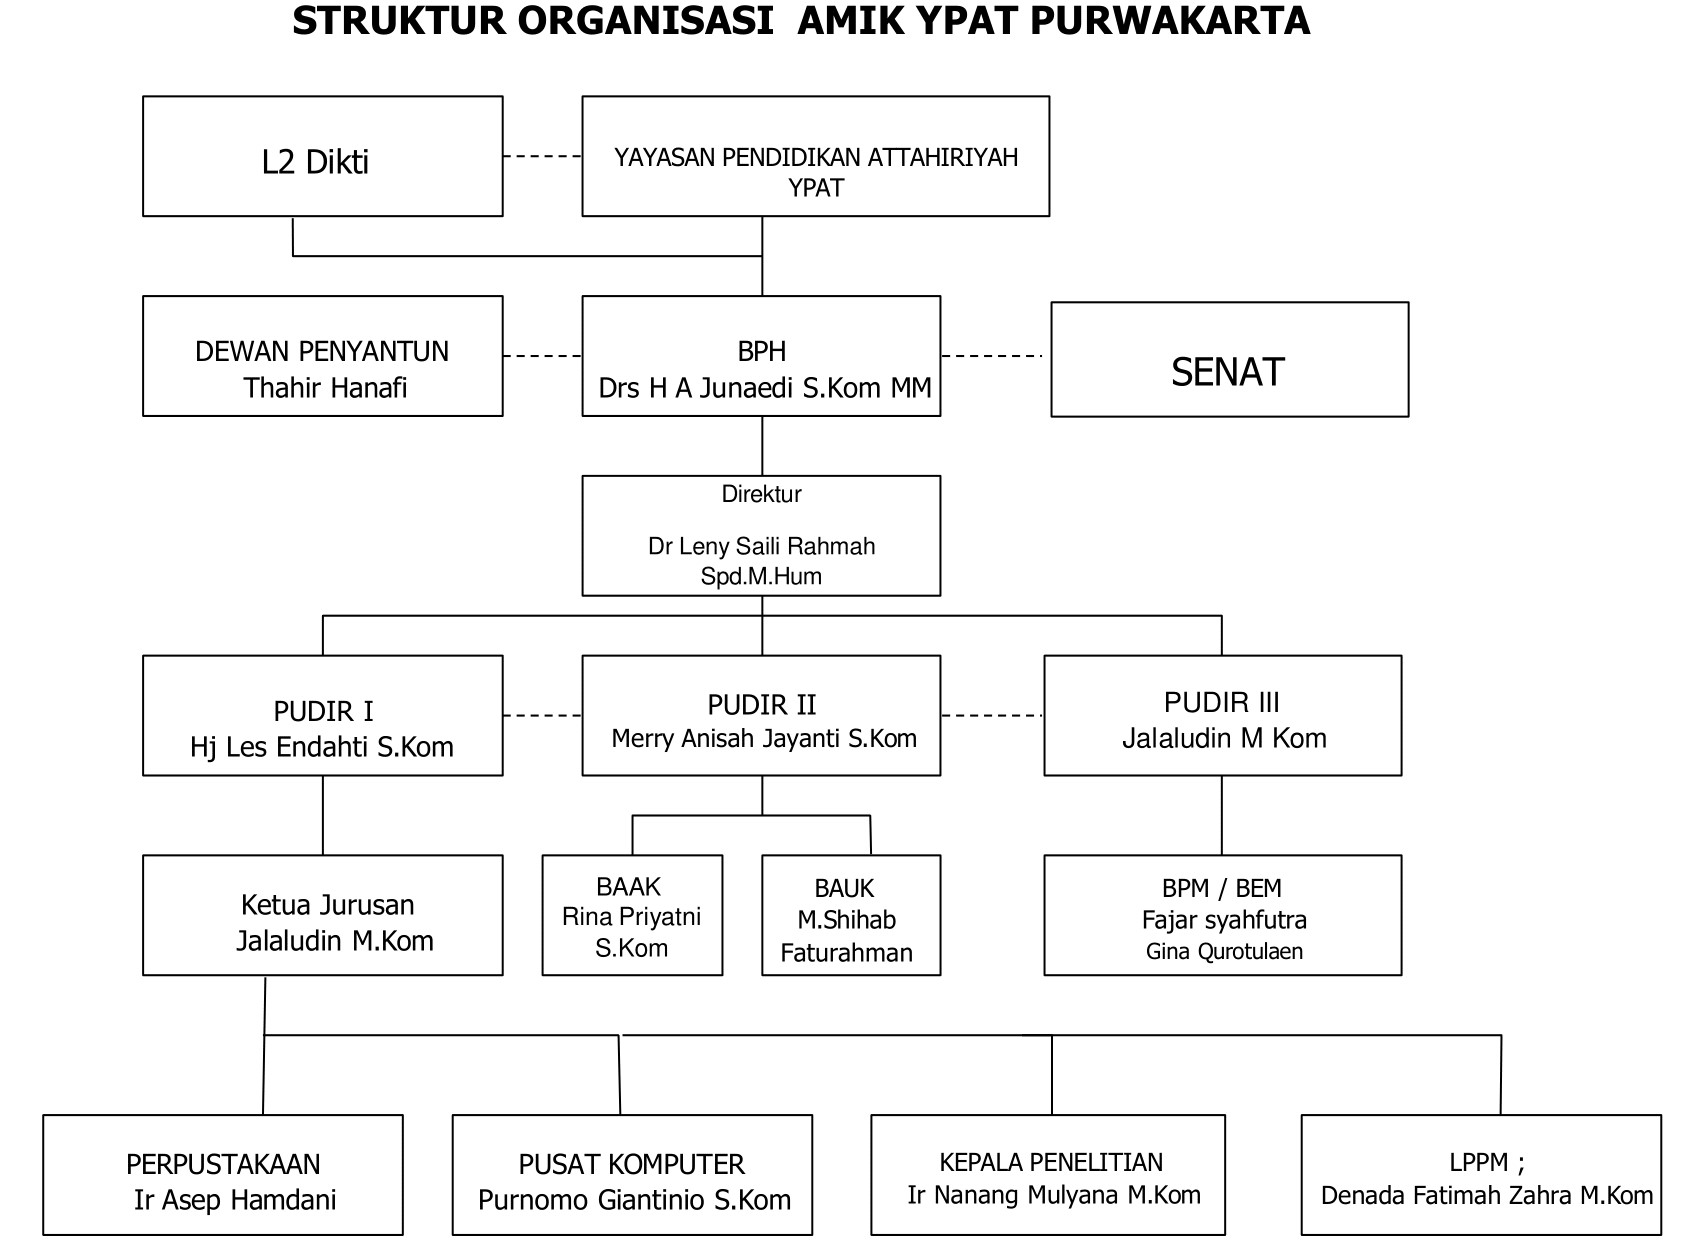 STRUKTUR ORGANISASI  AMIK YPAT PURWAKARTA
L2 Dikti
YAYASAN PENDIDIKAN ATTAHIRIYAH
YPAT
DEWAN PENYANTUN
Thahir Hanafi
BPH
Drs H A Junaedi S.Kom MM
SENAT
Direktur
Dr Leny Saili Rahmah
Spd.M.Hum
PUDIR I
Hj Les Endahti S.Kom
PUDIR II
Merry Anisah Jayanti S.Kom
PUDIR III
Jalaludin M Kom
Ketua Jurusan
Jalaludin M.Kom
BAAK
Rina Priyatni
S.Kom
BAUK
M.Shihab
Faturahman
BPM / BEM
Fajar syahfutra
Gina Qurotulaen
PERPUSTAKAAN
Ir Asep Hamdani
PUSAT KOMPUTER
Purnomo Giantinio S.Kom
KEPALA PENELITIAN
Ir Nanang Mulyana M.Kom
LPPM ;
Denada Fatimah Zahra M.Kom